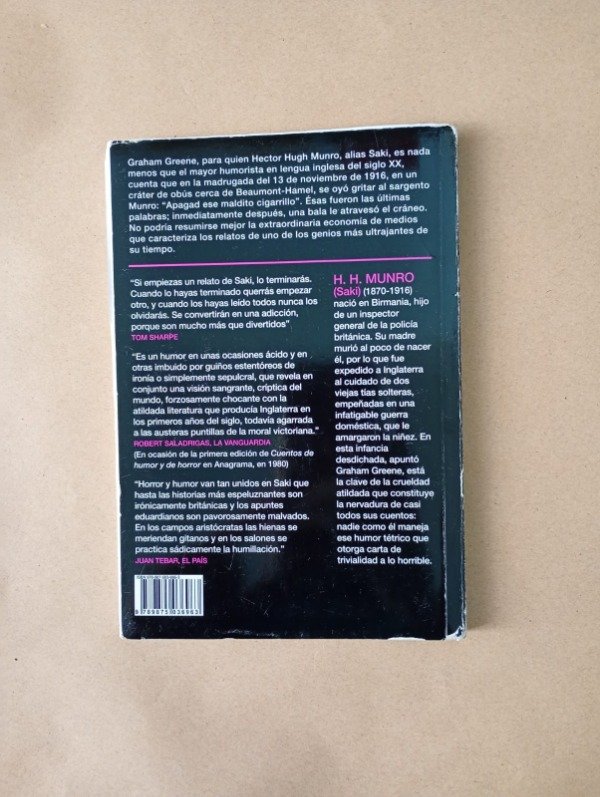 Graham Greene, para quien Hector Hugh Munro, alias Saki, es nada
menos que el mayor humorista en lengua inglesa del siglo XX,
cuenta que en la madrugada del 13 de noviembre de 1916, en un
cráter de obús cerca de Beaumont-Hamel, se oyó gritar al sargento
Munro: "Apagad ese maldito cigarrillo". Ésas fueron las últimas
palabras; inmediatamente después, una bala le atravesó el cráneo.
No podría resumirse mejor la extraordinaria economía de medios
que caracteriza los relatos de uno de los genios más ultrajantes de
su tiempo.
"Si empiezas un relato de Saki, lo terminarás.
Cuando lo hayas terminado querrás empezar
otro, y cuando los hayas leído todos nunca los
olvidarás. Se convertirán en una adicción,
porque son mucho más que divertidos"
TOM SHARPE
"Es un humor en unas ocasiones ácido y en
otras imbuido por guiños estentóreos de
ironía o simplemente sepulcral, que revela en
conjunto una visión sangrante, críptica del
mundo, forzosamente chocante con la
atildada literatura que producía Inglaterra en
los primeros años del siglo, todavía agarrada
a las austeras puntillas de la moral victoriana."
ROBERT SALADRIGAS, LA VANGUARDIA
(En ocasión de la primera edición de Cuentos de
humor y de horror en Anagrama, en 1980)
"Horror y humor van tan unidos en Saki que
hasta las historias más espeluznantes son
irónicamente británicas y los apuntes
eduardianos son pavorosamente malvados.
En los campos aristócratas las hienas se
meriendan gitanos y en los salones se
practica sádicamente la humillación."
JUAN TEBAR, EL PAÍS
H. H. MUNRO
(Saki) (1870-1916)
nació en Birmania, hijo
de un inspector
general de la policía
británica. Su madre
murió al poco de nacer
él, por lo que fue
expedido a Inglaterra
al cuidado de dos
viejas tías solteras,
empeñadas en una
infatigable guerra
doméstica, que le
amargaron la niñez. En
esta infancia
desdichada, apuntó
Graham Greene, está
la clave de la crueldad
atildada que constituye
la nervadura de casi
todos sus cuentos:
nadie como él maneja
ese humor tétrico que
otorga carta de
trivialidad a lo horrible.